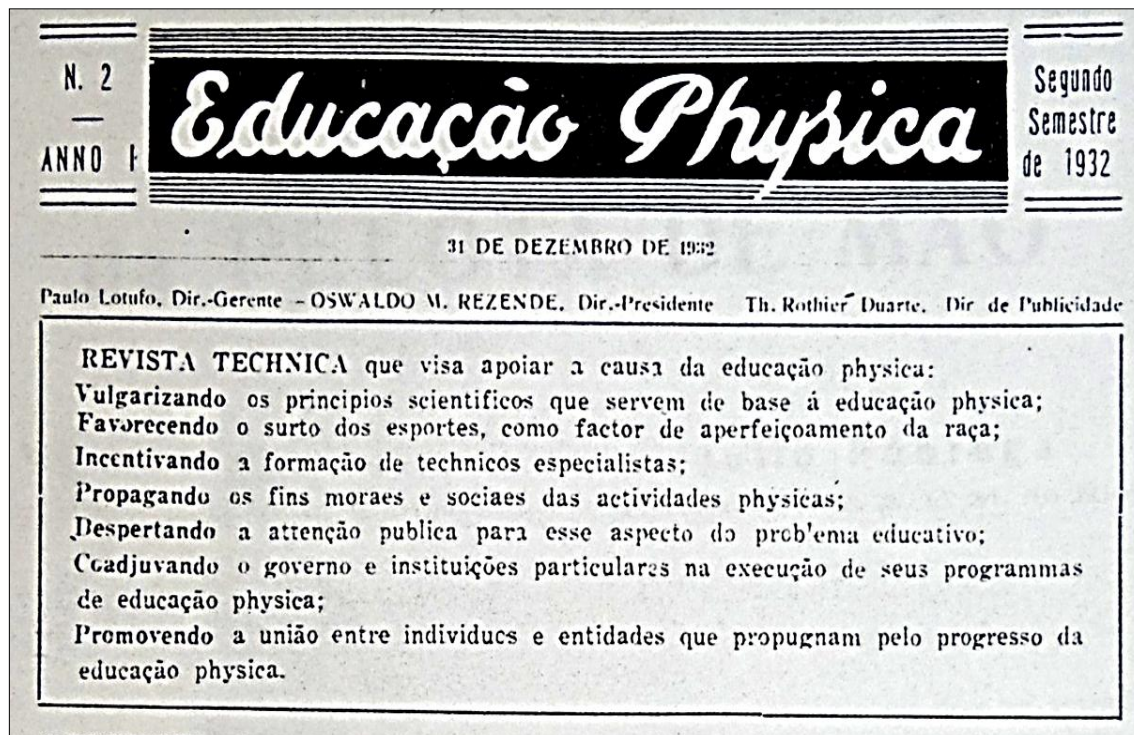 N. 2
—
ANNO I
Educação Physica
Segundo
Semestre
de 1932
31 DE DEZEMBRO DE 1932
Paulo Lotufo, Dir.-Gerente – OSWALDO M. REZENDE, Dir.-Presidente Th. Rothier Duarte, Dir de Publicidade
REVISTA TECHNICA que visa apoiar a causa da educação physica:
Vulgarizando os principios scientificos que servem de base á educação physica;
Favorecendo o surto dos esportes, como factor de aperfeiçoamento da raça;
Incentivando a formação de technicos especialistas;
Propagando os fins moraes e sociaes das actividades physicas;
Despertando a attenção publica para esse aspecto do prob'ema educativo;
Coadjuvando o governo e instituições particulares na execução de seus programmas
de educação physica;
Promovendo a união entre individuos e entidades que propugnam pelo progresso da
educação physica.